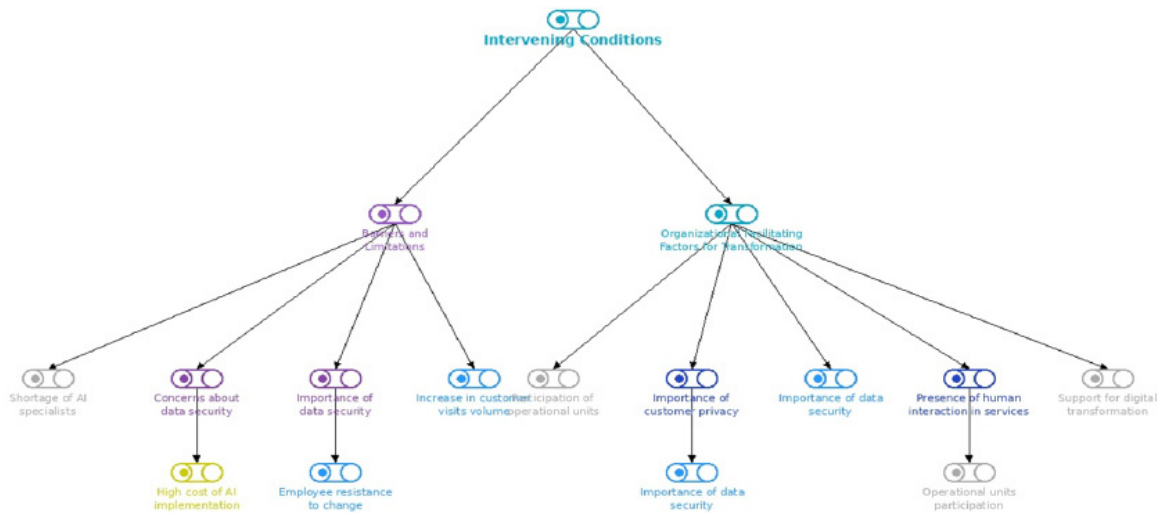 Intervening Conditions
Barriers and
Limitations
Organizational Facilitating
Factors for Transformation
Shortage of AI
specialists
Concerns about
data security
Importance of
data security
Increase in customer
visits volume
Participation of
operational units
Importance of
customer privacy
Importance of data
security
Presence of human
interaction in services
Support for digital
transformation
High cost of AI
implementation
Employee resistance
to change
Importance of data
security
Operational units
participation